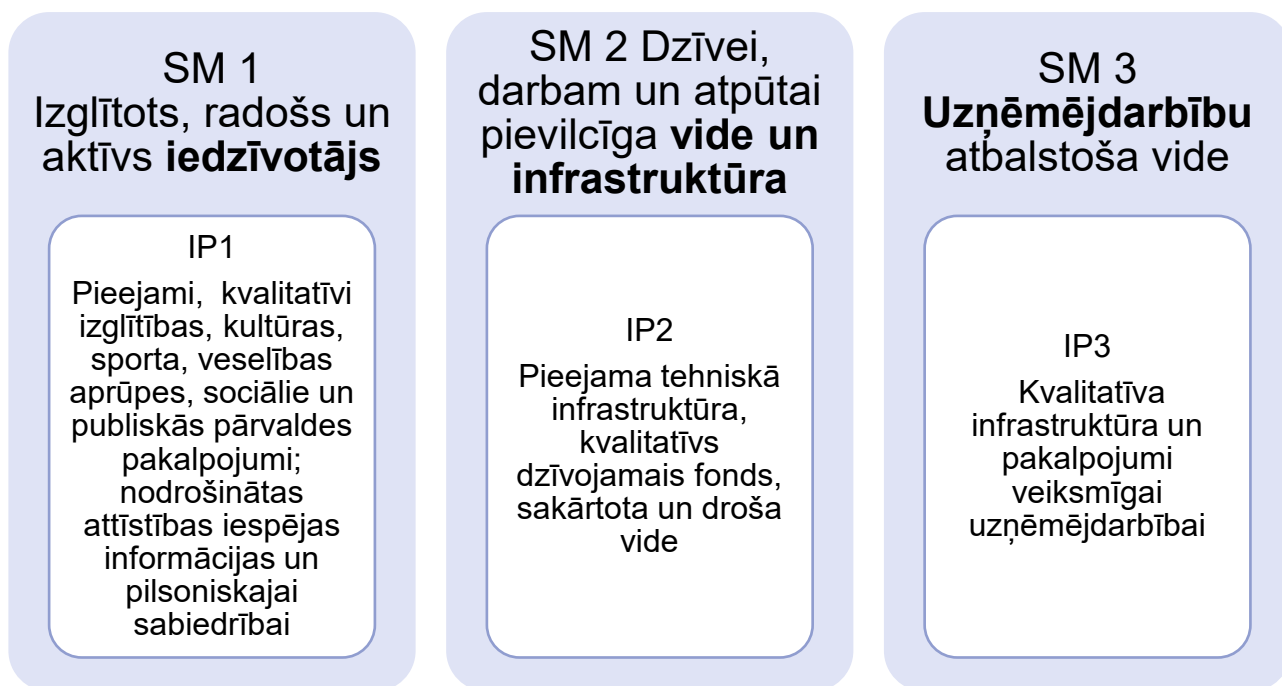 SM 1
Izglītots, radošs un
aktīvs iedzīvotājs
IP1
Pieejami, kvalitatīvi
izglītības, kultūras,
sporta, veselības
aprūpes, sociālie un
publiskās pārvaldes
pakalpojumi;
nodrošinātas
attīstības iespējas
informācijas un
pilsoniskajai
sabiedrībai
SM 2 Dzīvei,
darbam un atpūtai
pievilcīga vide un
infrastruktūra
IP2
Pieejama tehniskā
infrastruktūra,
kvalitatīvs
dzīvojamais fonds,
sakārtota un droša
vide
SM 3
Uzņēmējdarbību
atbalstoša vide
IP3
Kvalitatīva
infrastruktūra un
pakalpojumi
veiksmīgai
uzņēmējdarbībai